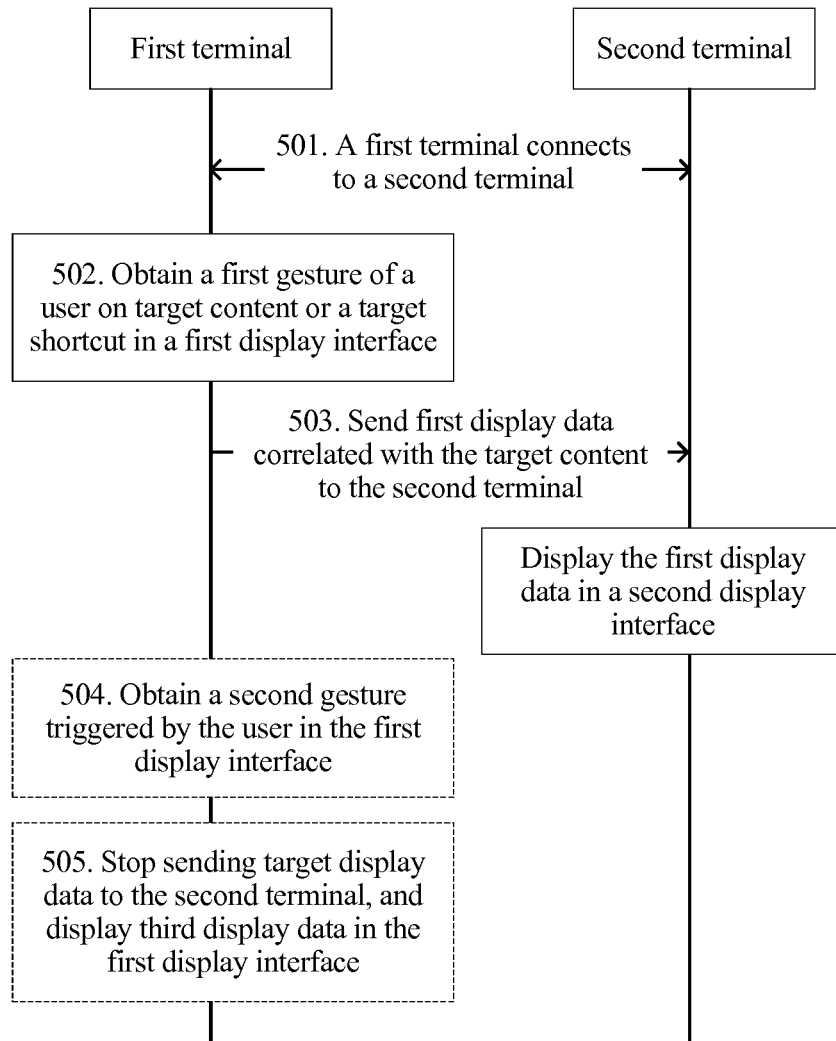 First terminal
Second terminal
501. A first terminal connects
to a second terminal
502. Obtain a first gesture of a
user on target content or a target
shortcut in a first display interface
503. Send first display data
correlated with the target content
to the second terminal
Display the first display
data in a second display
interface
504. Obtain a second gesture
triggered by the user in the first
display interface
505. Stop sending target display
data to the second terminal, and
display third display data in the
first display interface